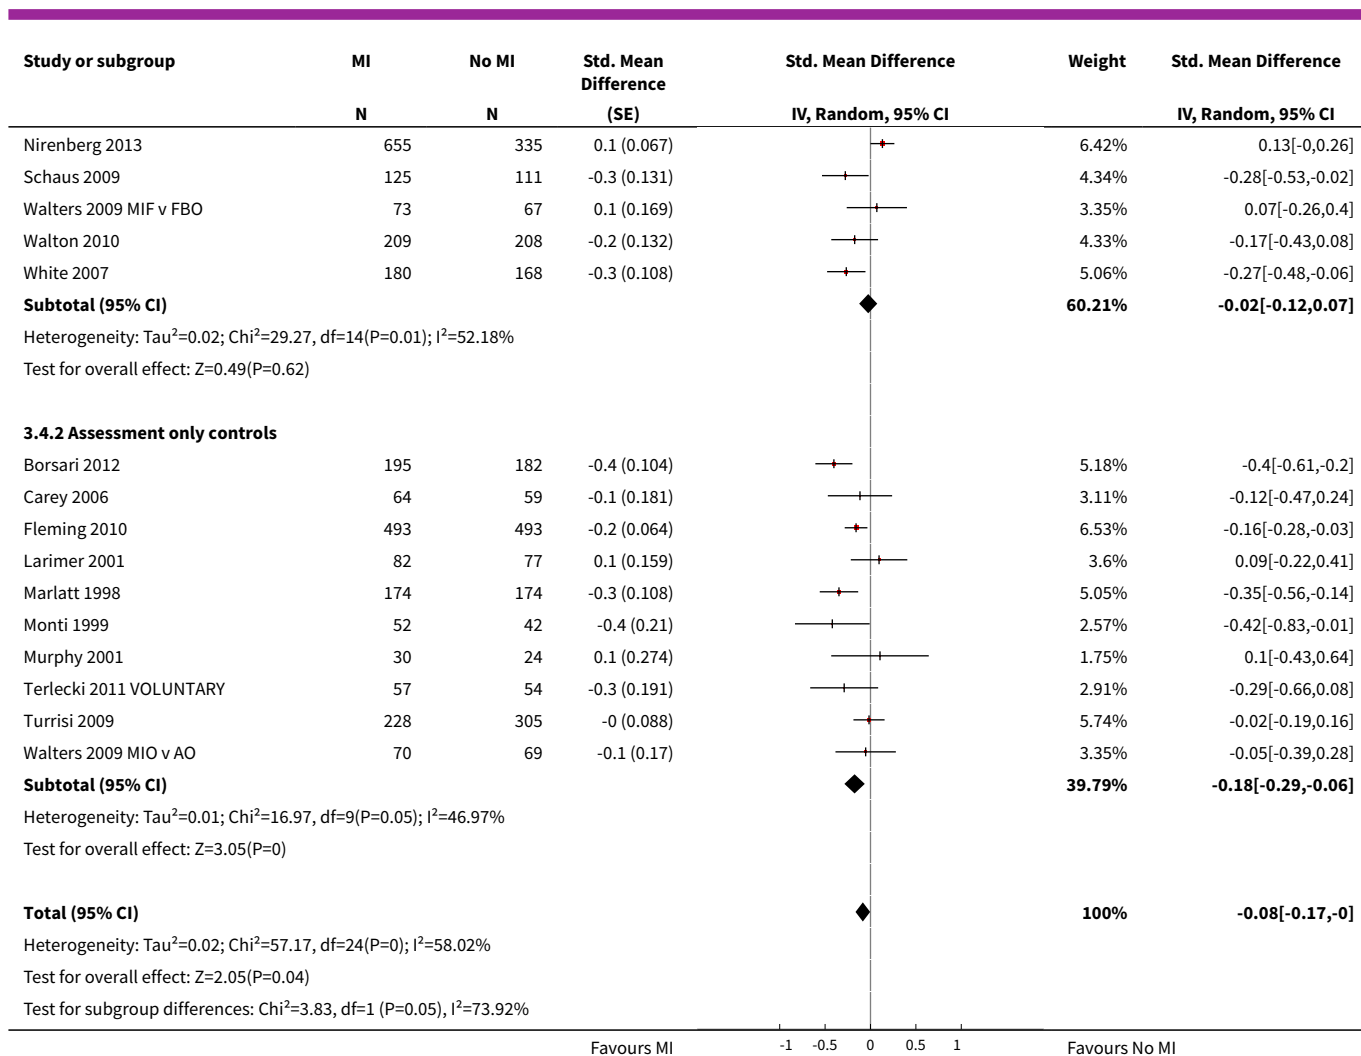 Study or subgroup MI No MI Std. Mean Difference Std. Mean Difference Weight Std. Mean Difference
N N (SE) IV, Random, 95% CI IV, Random, 95% CI
Nirenberg 2013 655 335 0.1 (0.067) 6.42% 0.13[-0,0.26]
Schaus 2009 125 111 -0.3 (0.131) 4.34% -0.28[-0.53,-0.02]
Walters 2009 MIF v FBO 73 67 0.1 (0.169) 3.35% 0.07[-0.26,0.4]
Walton 2010 209 208 -0.2 (0.132) 4.33% -0.17[-0.43,0.08]
White 2007 180 168 -0.3 (0.108) 5.06% -0.27[-0.48,-0.06]
Subtotal (95% CI) 60.21% -0.02[-0.12,0.07]
Heterogeneity: Tau²=0.02; Chi²=29.27, df=14(P=0.01); I²=52.18%
Test for overall effect: Z=0.49(P=0.62)
3.4.2 Assessment only controls
Borsari 2012 195 182 -0.4 (0.104) 5.18% -0.4[-0.61,-0.2]
Carey 2006 64 59 -0.1 (0.181) 3.11% -0.12[-0.47,0.24]
Fleming 2010 493 493 -0.2 (0.064) 6.53% -0.16[-0.28,-0.03]
Larimer 2001 82 77 0.1 (0.159) 3.6% 0.09[-0.22,0.41]
Marlatt 1998 174 174 -0.3 (0.108) 5.05% -0.35[-0.56,-0.14]
Monti 1999 52 42 -0.4 (0.21) 2.57% -0.42[-0.83,-0.01]
Murphy 2001 30 24 0.1 (0.274) 1.75% 0.1[-0.43,0.64]
Terlecki 2011 VOLUNTARY 57 54 -0.3 (0.191) 2.91% -0.29[-0.66,0.08]
Turrisi 2009 228 305 -0 (0.088) 5.74% -0.02[-0.19,0.16]
Walters 2009 MIO v AO 70 69 -0.1 (0.17) 3.35% -0.05[-0.39,0.28]
Subtotal (95% CI) 39.79% -0.18[-0.29,-0.06]
Heterogeneity: Tau²=0.01; Chi²=16.97, df=9(P=0.05); I²=46.97%
Test for overall effect: Z=3.05(P=0)
Total (95% CI) 100% -0.08[-0.17,-0]
Heterogeneity: Tau²=0.02; Chi²=57.17, df=24(P=0); I²=58.02%
Test for overall effect: Z=2.05(P=0.04)
Test for subgroup differences: Chi²=3.83, df=1 (P=0.05), I²=73.92%
Favours MI -1 -0.5 0 0.5 1 Favours No MI